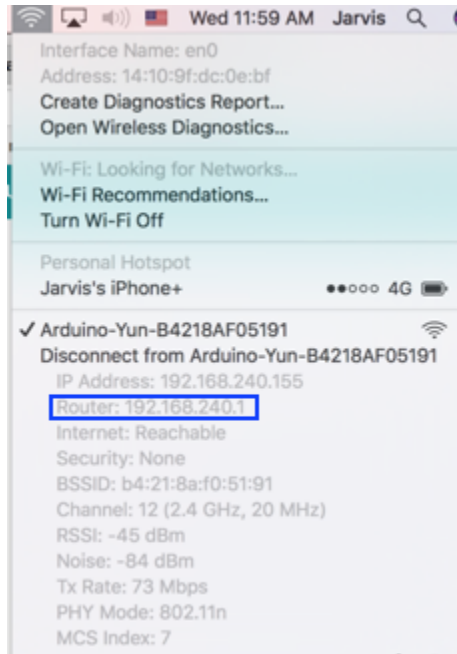 Wed 11:59 AM Jarvis
Interface Name: en0
Address: 14:10:9f:dc:0e:bf
Create Diagnostics Report...
Open Wireless Diagnostics...
Wi-Fi: Looking for Networks...
Wi-Fi Recommendations...
Turn Wi-Fi Off
Personal Hotspot
Jarvis's iPhone+ 4G
✓ Arduino-Yun-B4218AF05191
Disconnect from Arduino-Yun-B4218AF05191
IP Address: 192.168.240.155
Router: 192.168.240.1
Internet: Reachable
Security: None
BSSID: b4:21:8a:f0:51:91
Channel: 12 (2.4 GHz, 20 MHz)
RSSI: -45 dBm
Noise: -84 dBm
Tx Rate: 73 Mbps
PHY Mode: 802.11n
MCS Index: 7